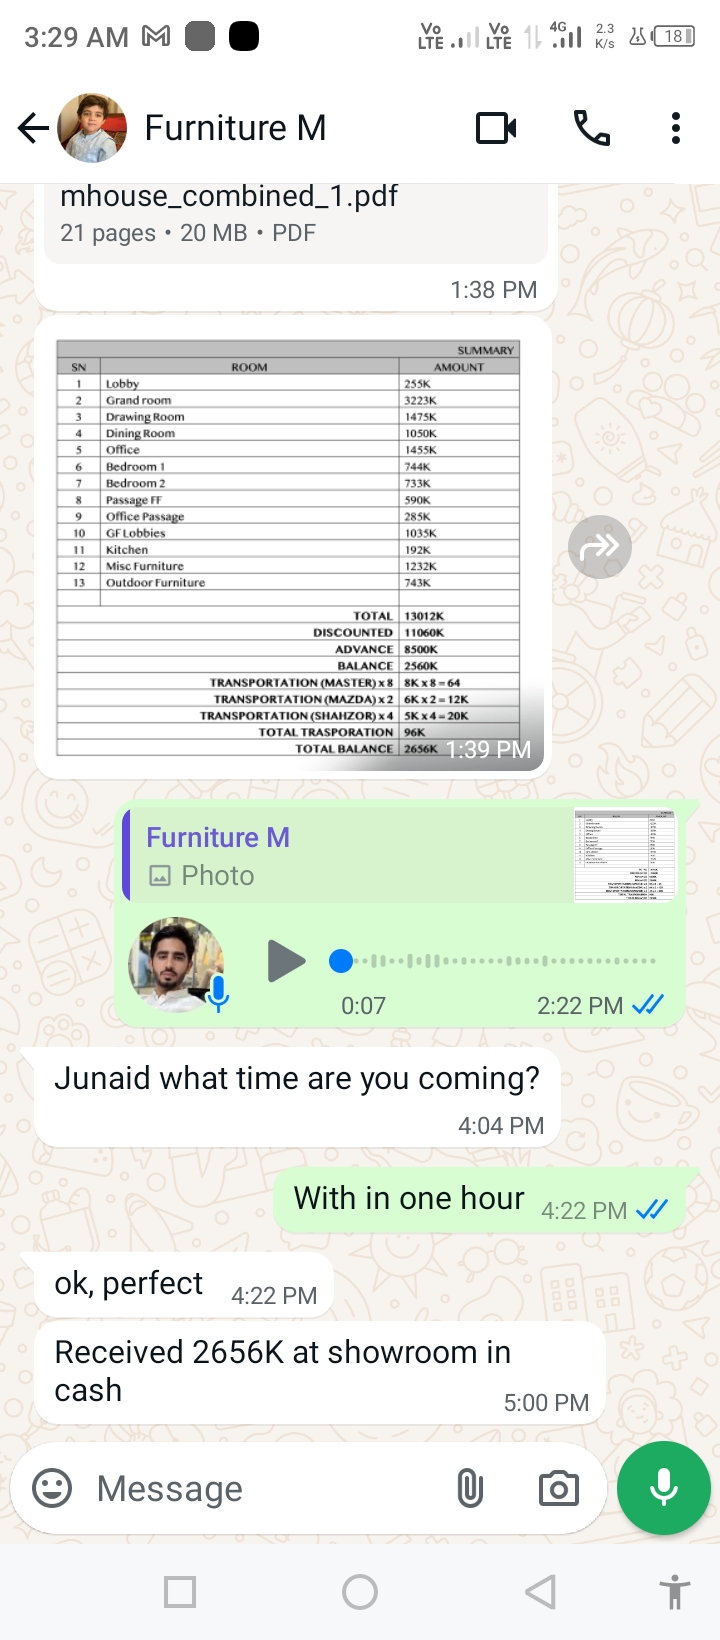 3:29 AM
Vo LTE Vo LTE 4G 2.3 K/s 18
Furniture M
mhouse_combined_1.pdf
21 pages • 20 MB • PDF
1:38 PM
SUMMARY
SN ROOM AMOUNT
1 Lobby 255K
2 Grand room 3223K
3 Drawing Room 1475K
4 Dining Room 1050K
5 Office 1455K
6 Bedroom 1 744K
7 Bedroom 2 733K
8 Passage FF 590K
9 Office Passage 285K
10 GF Lobbies 1035K
11 Kitchen 192K
12 Misc Furniture 1232K
13 Outdoor Furniture 743K
TOTAL 13012K
DISCOUNTED 11060K
ADVANCE 8500K
BALANCE 2560K
TRANSPORTATION (MASTER) x 8 8K x 8 = 64
TRANSPORTATION (MAZDA) x 2 6K x 2 = 12K
TRANSPORTATION (SHAHZOR) x 4 5K x 4 = 20K
TOTAL TRASPORATION 96K
TOTAL BALANCE 2656K
1:39 PM
Furniture M
Photo
0:07 2:22 PM
Junaid what time are you coming?
4:04 PM
With in one hour 4:22 PM
ok, perfect 4:22 PM
Received 2656K at showroom in
cash
5:00 PM
Message